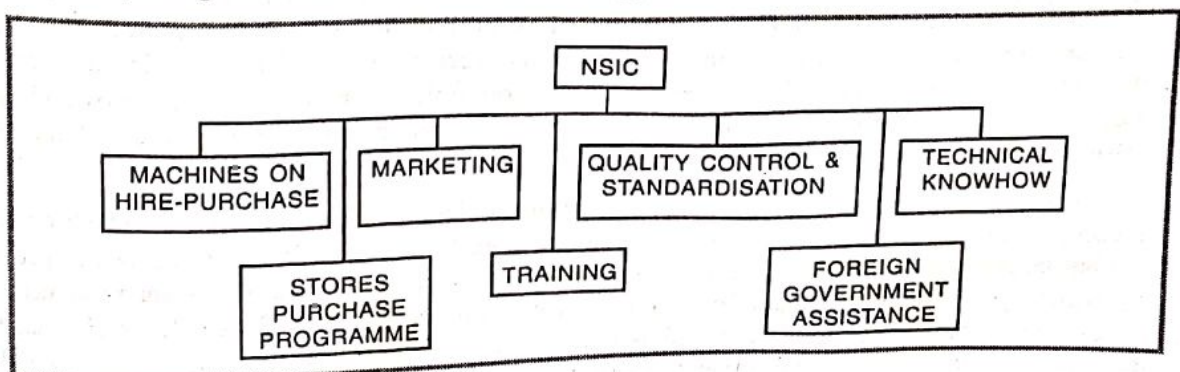 NSIC
MACHINES ON
HIRE-PURCHASE
STORES
PURCHASE
PROGRAMME
MARKETING
TRAINING
QUALITY CONTROL &
STANDARDISATION
FOREIGN
GOVERNMENT
ASSISTANCE
TECHNICAL
KNOWHOW